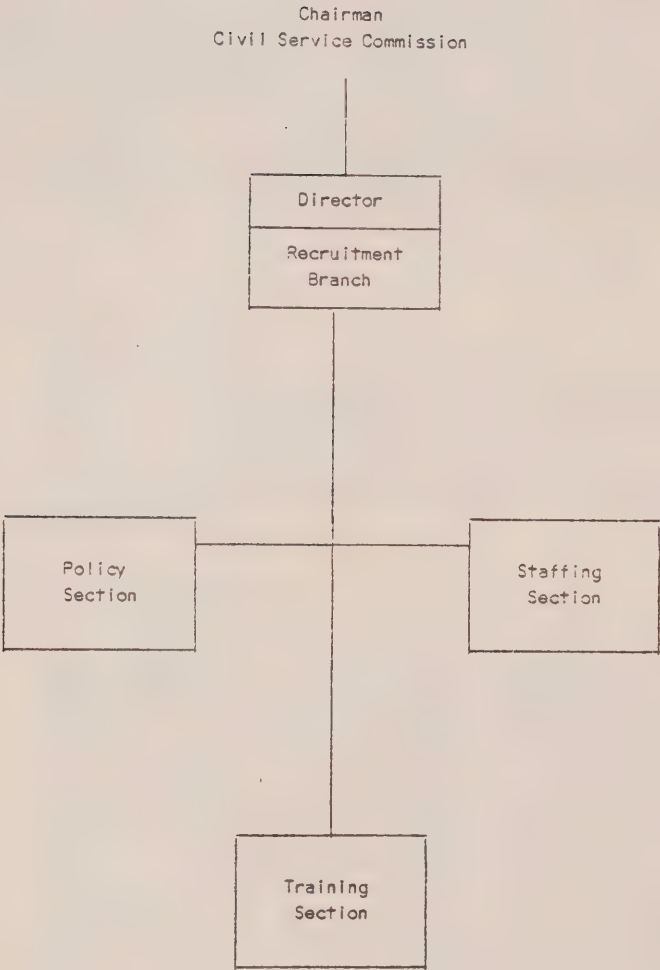 Chairman
Civil Service Commission
Director
Recruitment
Branch
Policy
Section
Staffing
Section
Training
Section